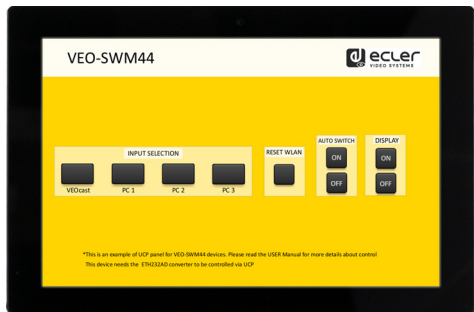 VEO-SWM44
ecler
VIDEO SYSTEMS
INPUT SELECTION
VEOcast
PC 1
PC 2
PC 3
RESET WLAN
AUTO SWITCH
ON
OFF
DISPLAY
ON
OFF
*This is an example of UCP panel for VEO-SWM44 devices. Please read the USER Manual for more details about control
This device needs the ETH232AD converter to be controlled via UCP